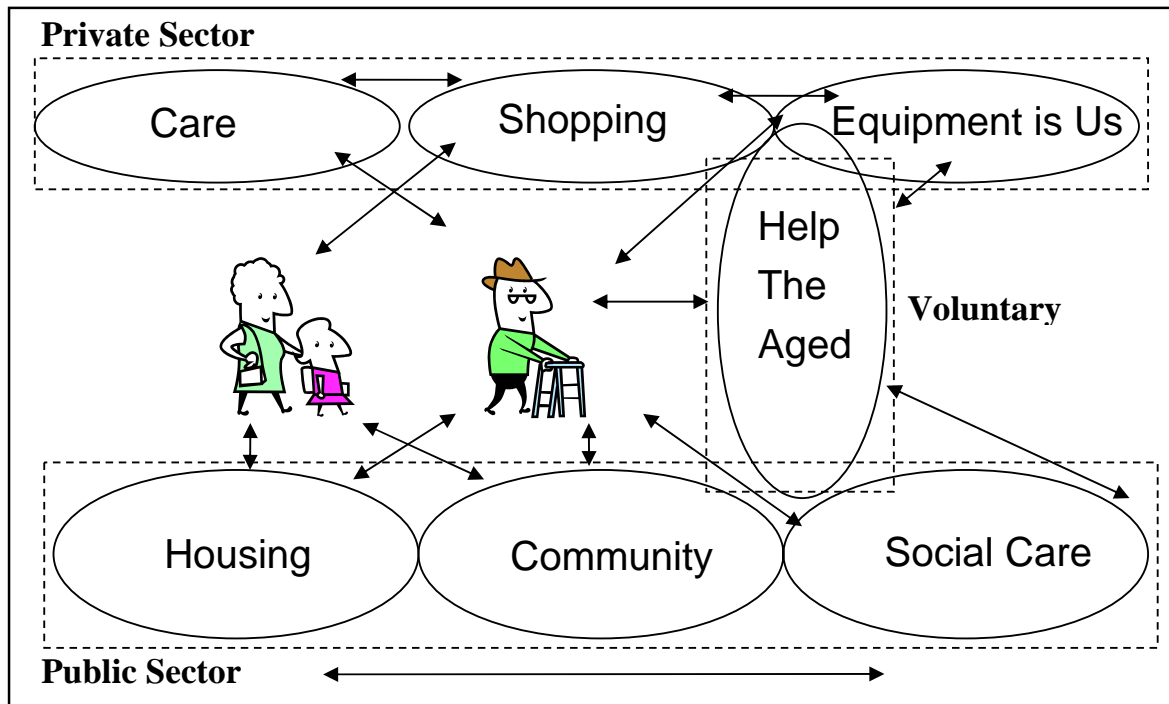 Private Sector
Care
Shopping
Equipment is Us
Help
The
Aged
Voluntary
Housing
Community
Social Care
Public Sector